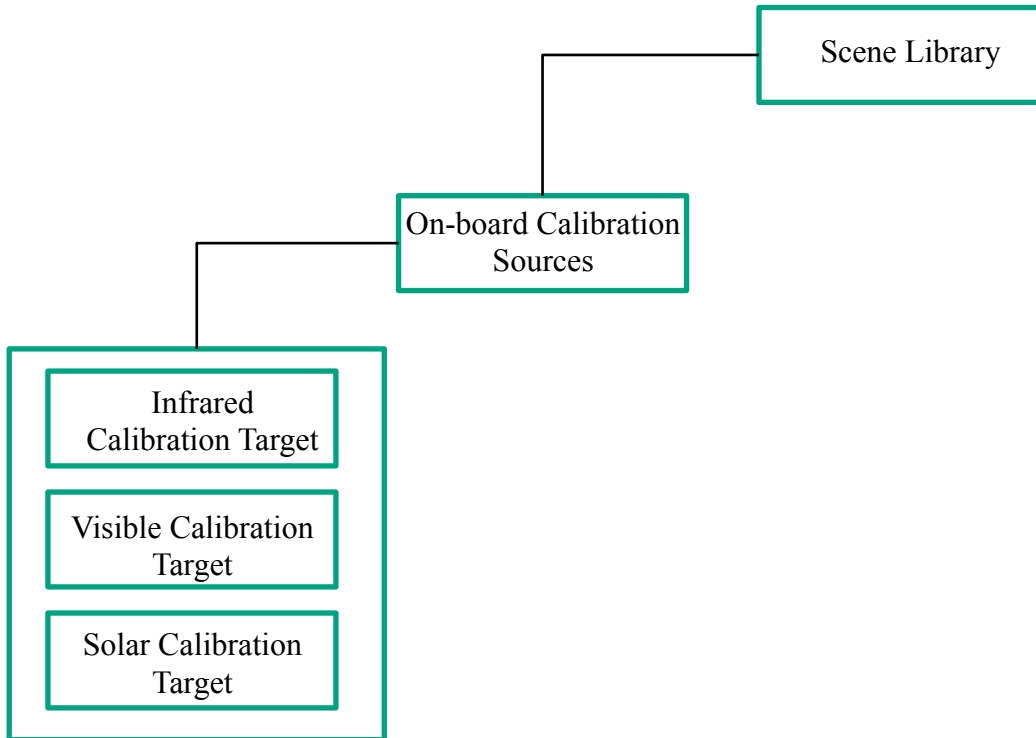 Scene Library
On-board Calibration
Sources
Infrared
Calibration Target
Visible Calibration
Target
Solar Calibration
Target